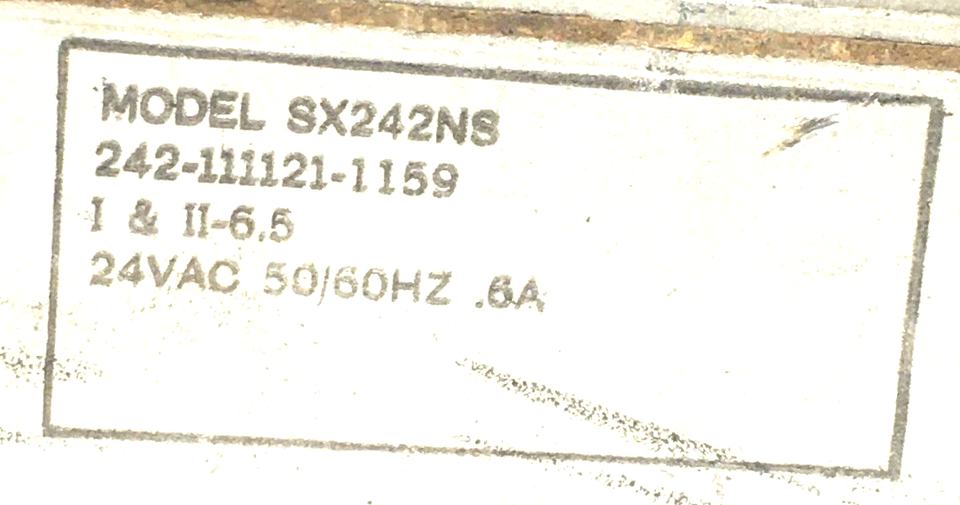 MODEL SX242NS
242-111121-1159
I & II-6.5
24VAC 50/60HZ .6A